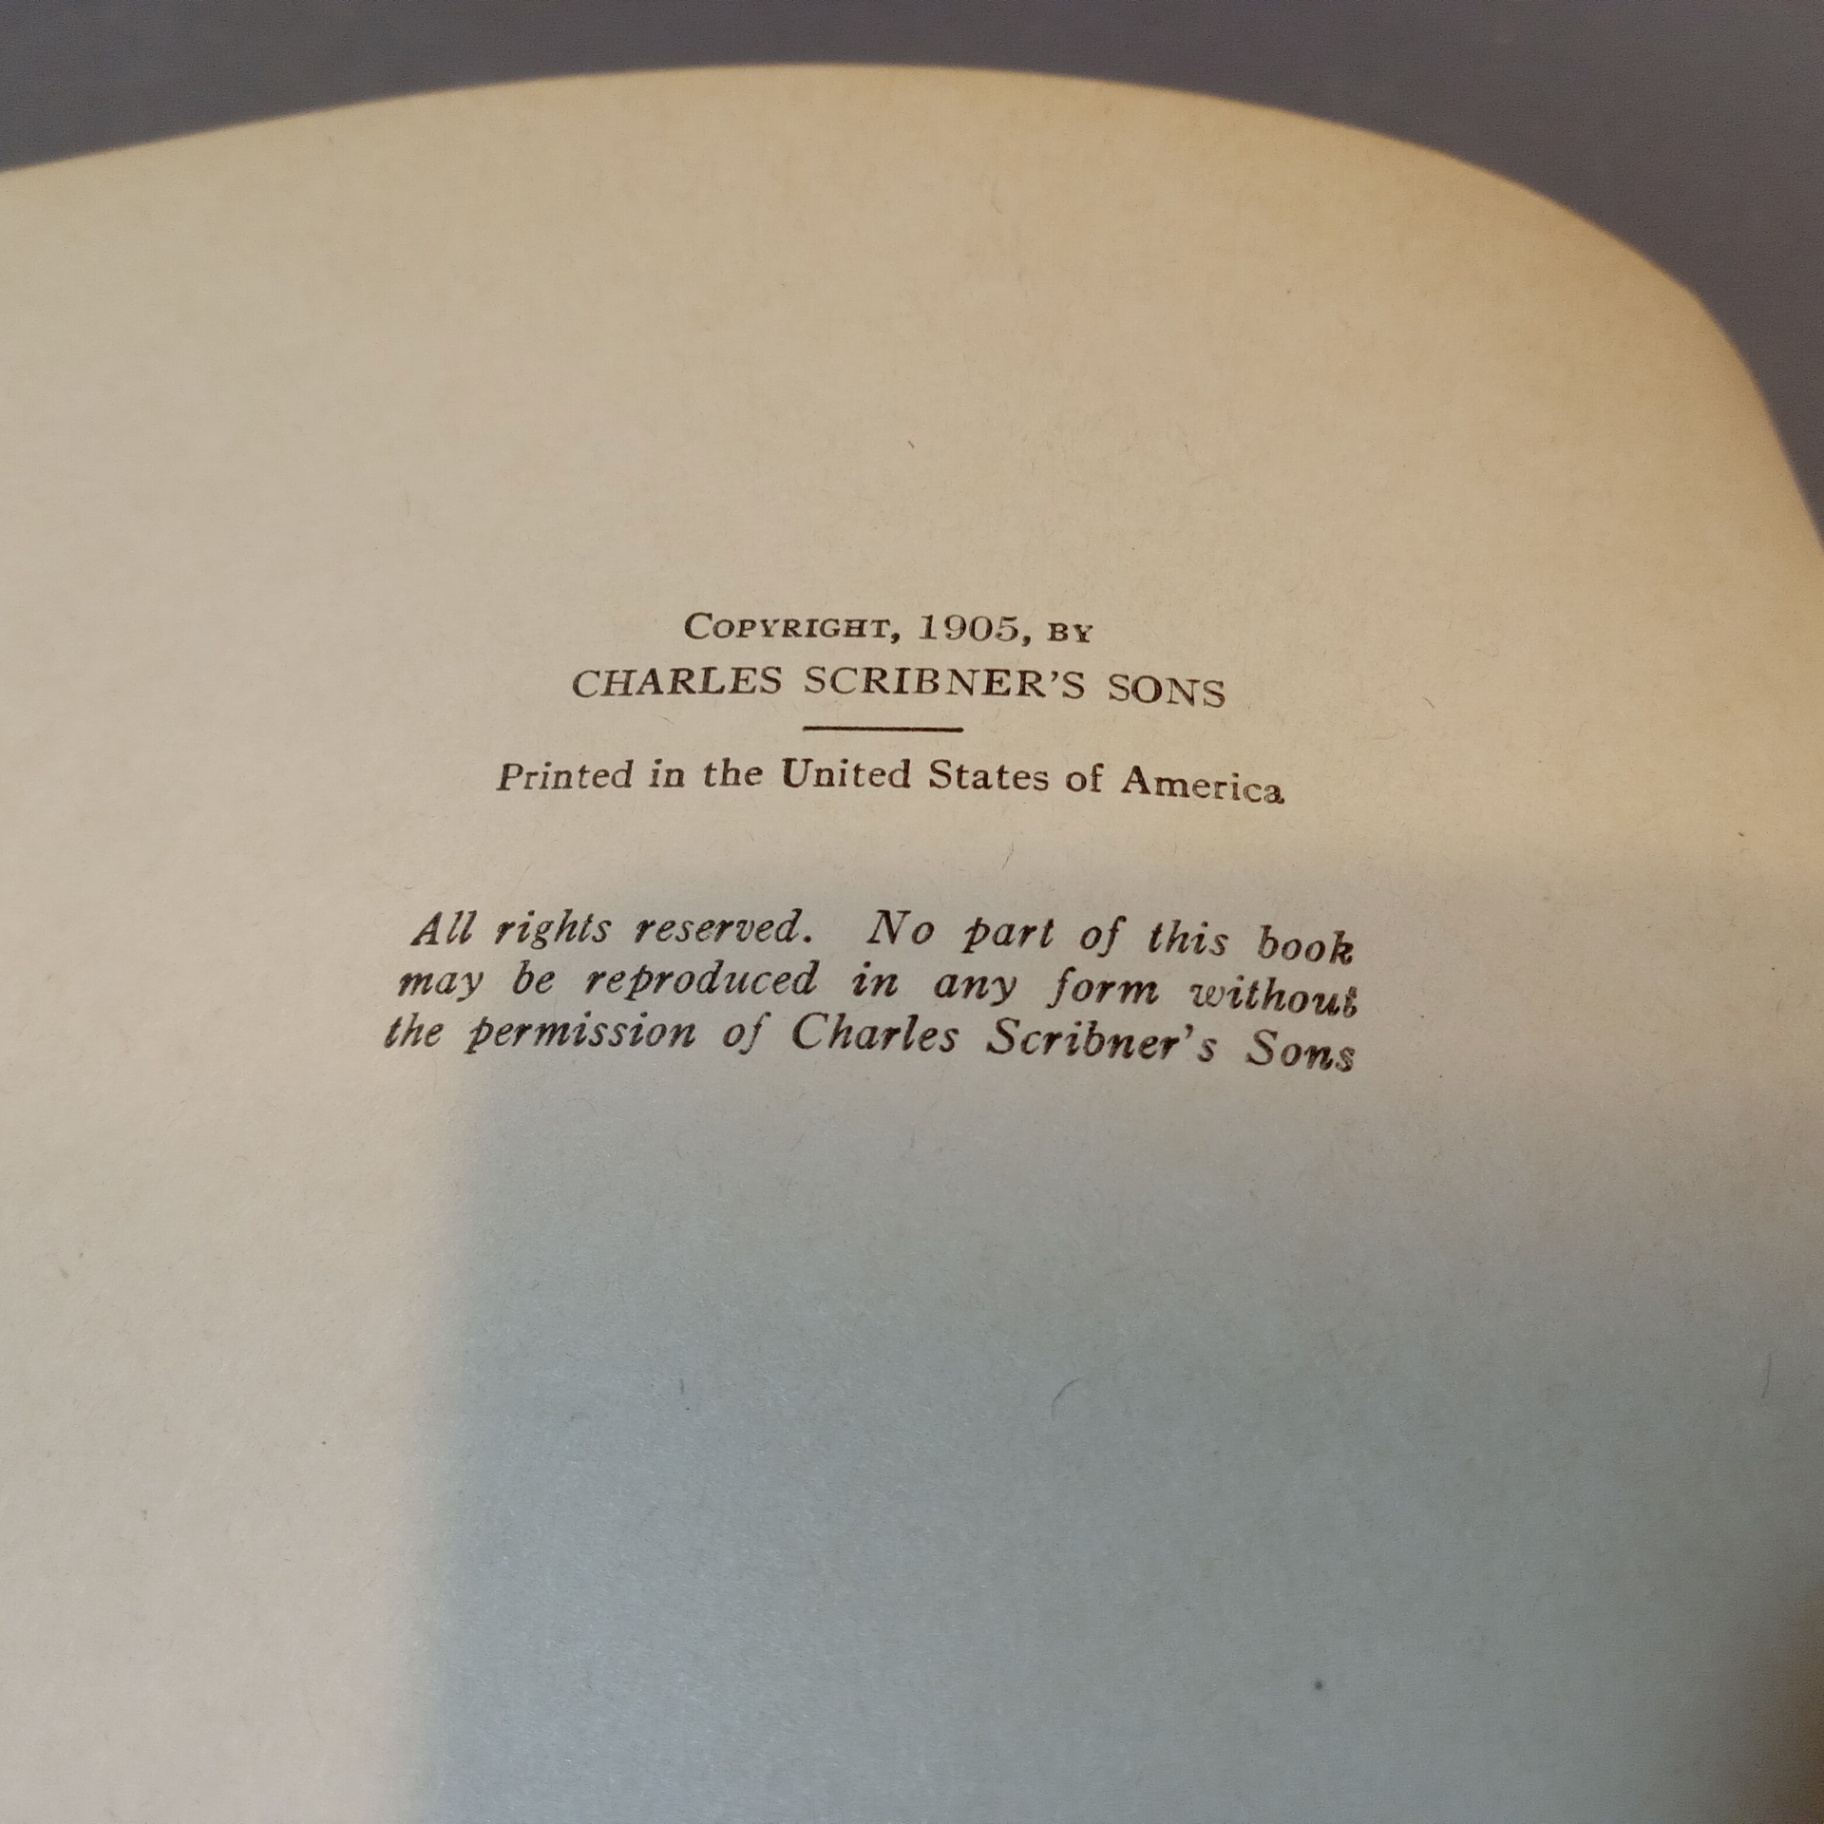 COPYRIGHT, 1905, BY
CHARLES SCRIBNER'S SONS
Printed in the United States of America
All rights reserved. No part of this book
may be reproduced in any form without
the permission of Charles Scribner's Sons